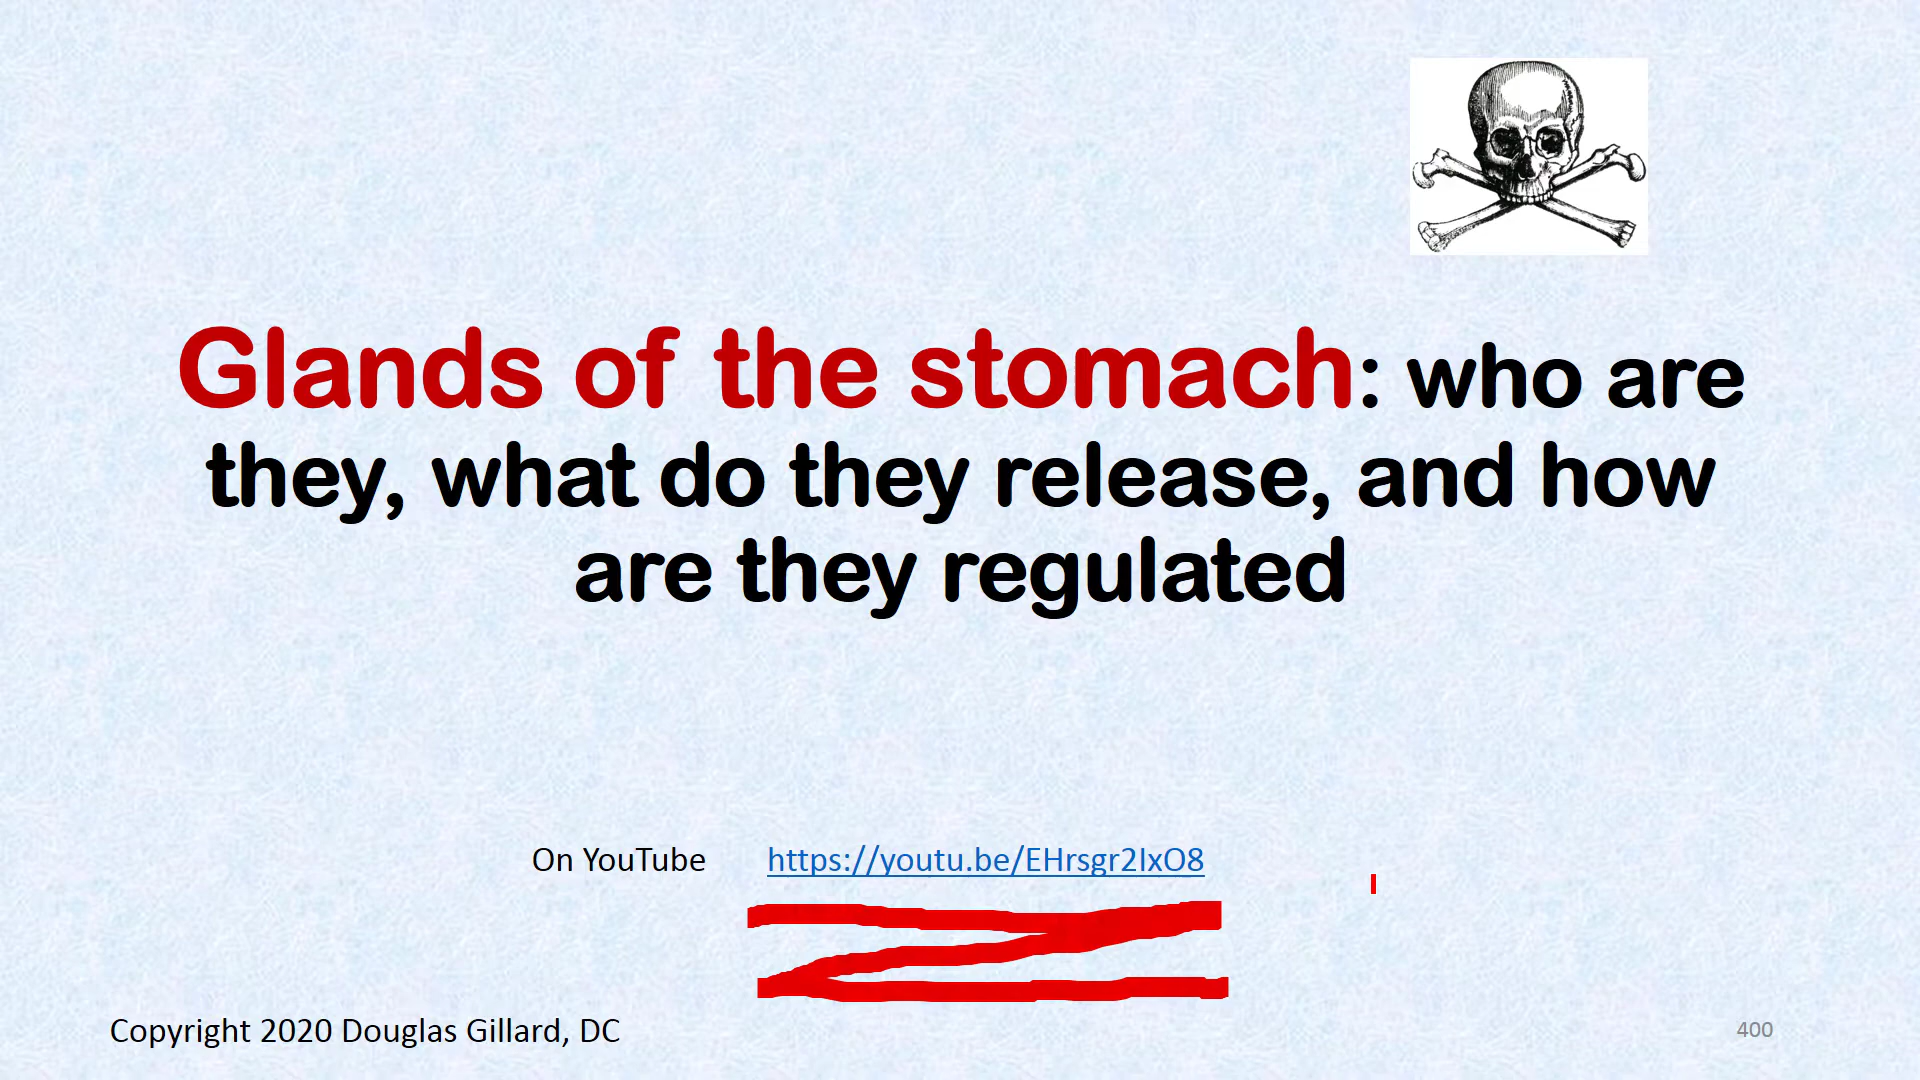 Glands of the stomach: who are
they, what do they release, and how
are they regulated
On YouTube https://youtu.be/EHrsgr2IxO8
Copyright 2020 Douglas Gillard, DC
400